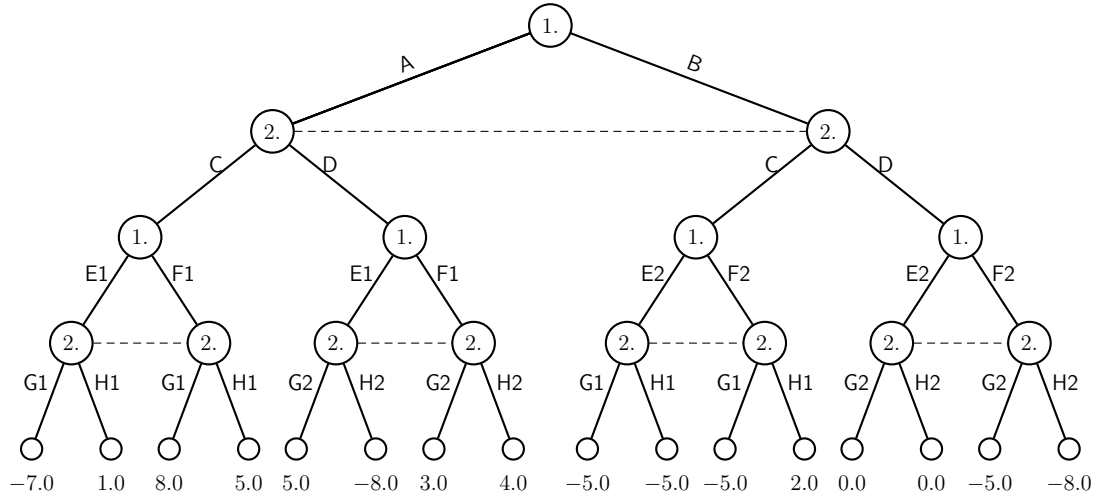 1.
A B
2. 2.
C D C D
1. 1. 1. 1.
E1 F1 E1 F1 E2 F2 E2 F2
2. 2. 2. 2. 2. 2. 2. 2.
G1 H1 G1 H1 G2 H2 G2 H2 G1 H1 G1 H1 G2 H2 G2 H2
−7.0 1.0 8.0 5.0 5.0 −8.0 3.0 4.0 −5.0 −5.0 −5.0 2.0 0.0 0.0 −5.0 −8.0